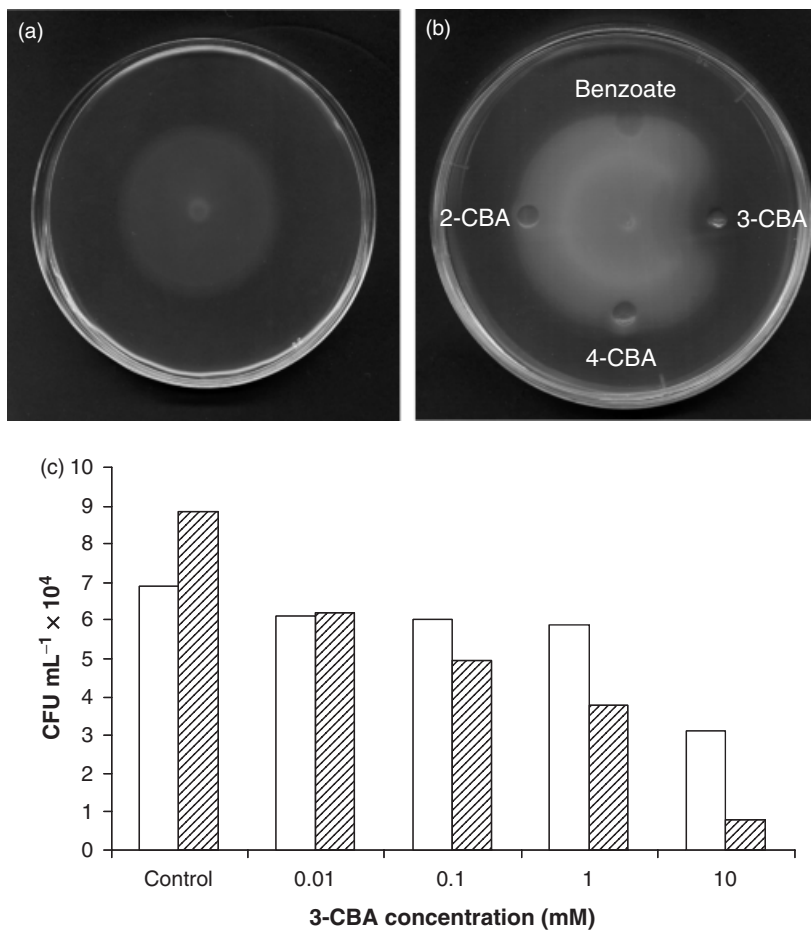 (a)
(b)
Benzoate
2-CBA
3-CBA
4-CBA
(c)
10
9
8
7
6
5
4
3
2
1
0
CFU mL⁻¹ × 10⁴
Control
0.01
0.1
1
10
3-CBA concentration (mM)